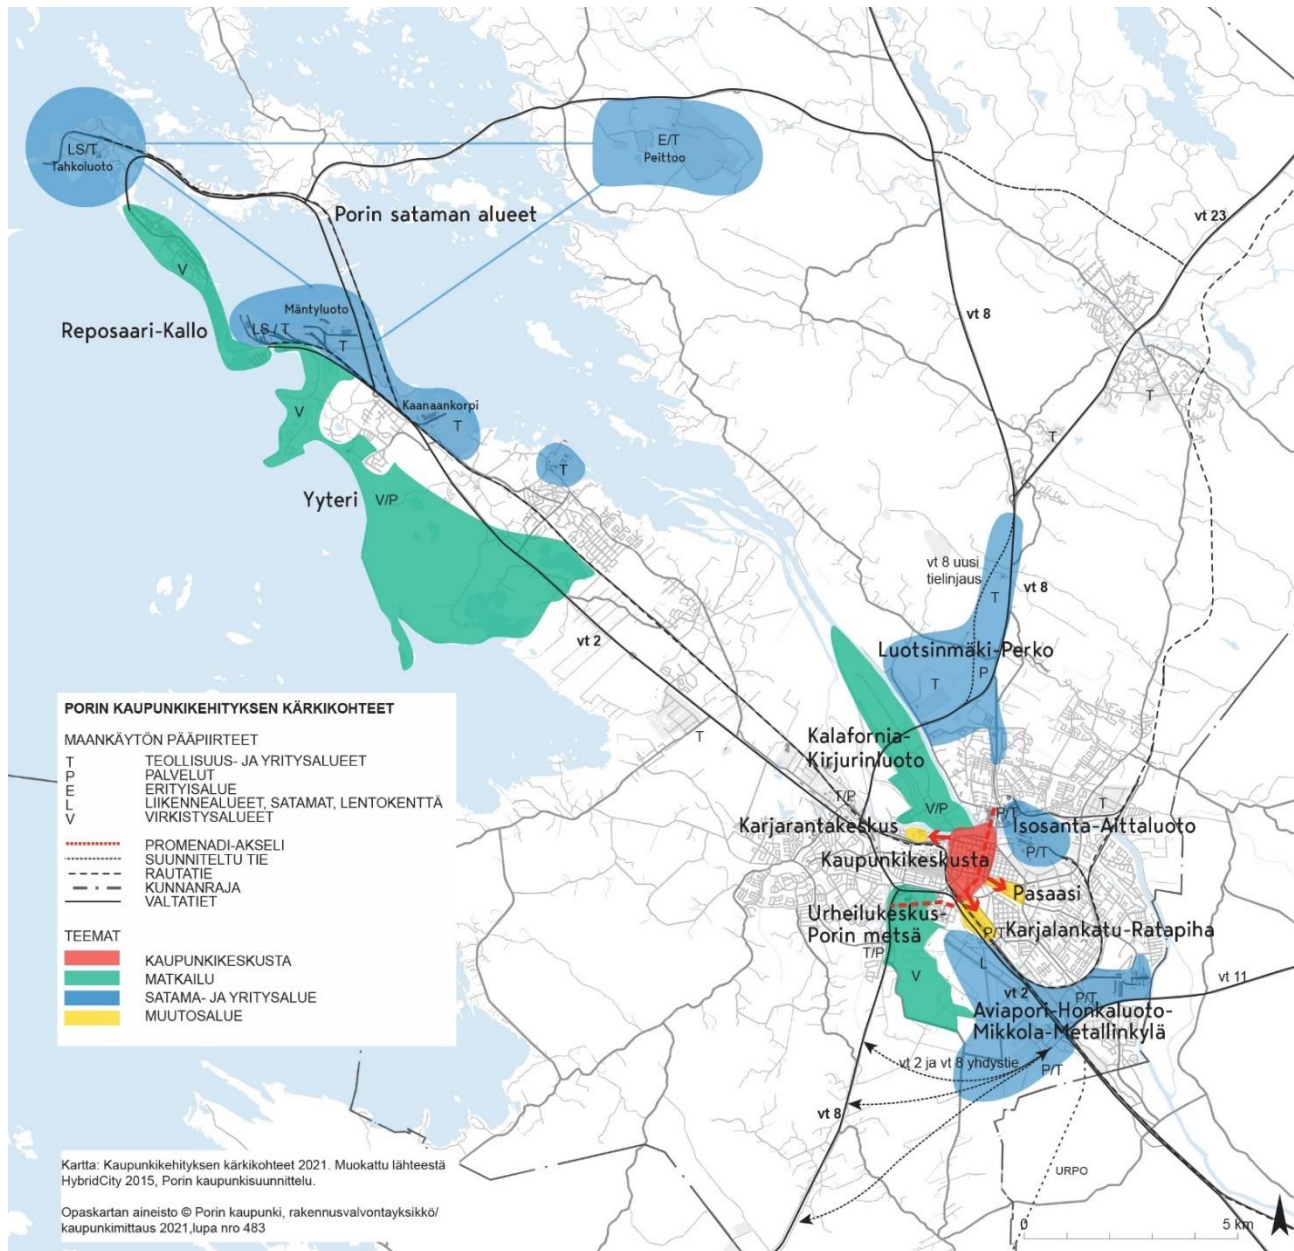 LS/T
Tahkoluoto
E/T
Peittoo
Porin sataman alueet
vt 23
V
Mäntyluoto
vt 8
Reposaari-Kallo
LS / T
T
T
V
Kaanaankorpi
T
T
T
Yyteri
V/P
vt 8 uusi
tielinjaus
vt 8
T
vt 2
Luotsinmäki-Perko
P
T
PORIN KAUPUNKIKEHITYKSEN KÄRKIKOHTEET
MAANKÄYTÖN PÄÄPIIRTEET
T TEOLLISUUS- JA YRITYSALUEET
P PALVELUT
E ERITYISALUE
L LIIKENNEALUEET, SATAMAT, LENTOKENTTÄ
V VIRKISTYSALUEET
PROMENADI-AKSELI
SUUNNITELTU TIE
RAUTATIE
KUNNANRAJA
VALTATIET
TEEMAT
KAUPUNKIKESKUSTA
MATKAILU
SATAMA- JA YRITYSALUE
MUUTOSALUE
T
Kalafornia-
Kirjurinluoto
T/P
V/P
P/T
T
Karjarantakeskus
Isosanta-Aittaluoto
P/T
Kaupunkikeskusta
Pasaasi
Urheilukeskus-
Porin metsä
P/T
Karjalankatu-Ratapiha
T/P
V
L
vt 2
P/T
vt 11
Aviapori-Honkaluoto-
Mikkola-Metallinkylä
vt 2 ja vt 8 yhdystie
P/T
vt 8
URPO
Kartta: Kaupunkikehityksen kärkikohteet 2021. Muokattu lähteestä
HybridCity 2015, Porin kaupunkisuunnittelu.
Opaskartan aineisto © Porin kaupunki, rakennusvalvontayksikkö/
kaupunkimittaus 2021,lupa nro 483
0 5 km